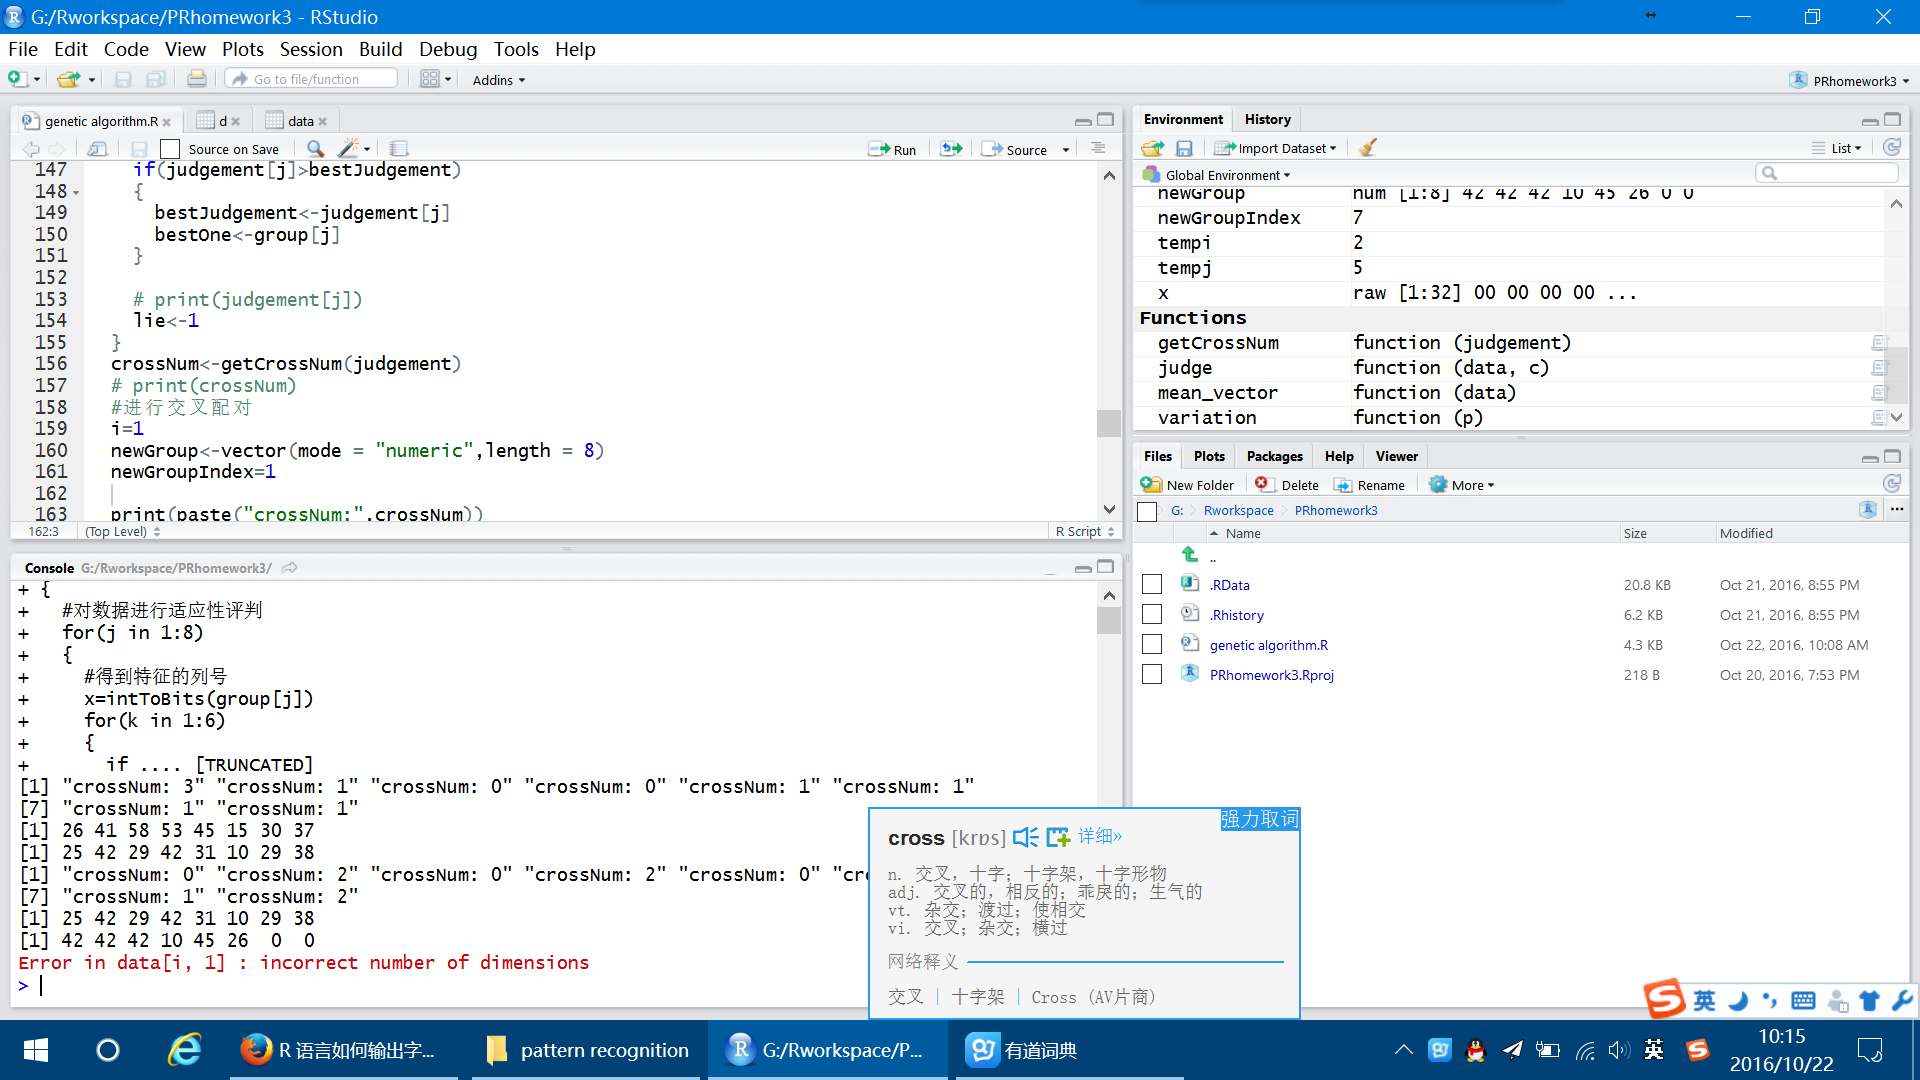 G:/Rworkspace/PRhomework3 - RStudio
File Edit Code View Plots Session Build Debug Tools Help
Go to file/function
Addins
PRhomework3
genetic algorithm.R
d
data
Source on Save
Run
Source
147 if(judgement[j]>bestJudgement)
148 {
149 bestJudgement<-judgement[j]
150 bestOne<-group[j]
151 }
152
153 # print(judgement[j])
154 lie<-1
155 }
156 crossNum<-getCrossNum(judgement)
157 # print(crossNum)
158 #进行交叉配对
159 i=1
160 newGroup<-vector(mode = "numeric",length = 8)
161 newGroupIndex=1
162
163 print(paste("crossNum:",crossNum))
162:3 (Top Level) R Script
Console G:/Rworkspace/PRhomework3/
+ {
+ #对数据进行适应性评判
+ for(j in 1:8)
+ {
+ #得到特征的列号
+ x=intToBits(group[j])
+ for(k in 1:6)
+ {
+ if .... [TRUNCATED]
[1] "crossNum: 3" "crossNum: 1" "crossNum: 0" "crossNum: 0" "crossNum: 1" "crossNum: 1"
[7] "crossNum: 1" "crossNum: 1"
[1] 26 41 58 53 45 15 30 37
[1] 25 42 29 42 31 10 29 38
[1] "crossNum: 0" "crossNum: 2" "crossNum: 0" "crossNum: 2" "crossNum: 0" "cr
[7] "crossNum: 1" "crossNum: 2"
[1] 25 42 29 42 31 10 29 38
[1] 42 42 42 10 45 26 0 0
Error in data[i, 1] : incorrect number of dimensions
>
Environment History
Import Dataset
List
Global Environment
newGroup num [1:8] 42 42 42 10 45 26 0 0
newGroupIndex 7
tempi 2
tempj 5
x raw [1:32] 00 00 00 00 ...
Functions
getCrossNum function (judgement)
judge function (data, c)
mean_vector function (data)
variation function (p)
Files Plots Packages Help Viewer
New Folder Delete Rename More
G: Rworkspace PRhomework3
Name Size Modified
..
.RData 20.8 KB Oct 21, 2016, 8:55 PM
.Rhistory 6.2 KB Oct 21, 2016, 8:55 PM
genetic algorithm.R 4.3 KB Oct 22, 2016, 10:08 AM
PRhomework3.Rproj 218 B Oct 20, 2016, 7:53 PM
强力取词
cross [krɒs] 详细»
n. 交叉，十字；十字架，十字形物
adj. 交叉的，相反的；乖戾的；生气的
vt. 杂交；渡过；使相交
vi. 交叉；杂交；横过
网络释义
交叉 | 十字架 | Cross (AV片商)
英
R 语言如何输出字...
pattern recognition
G:/Rworkspace/P...
有道词典
英
10:15
2016/10/22